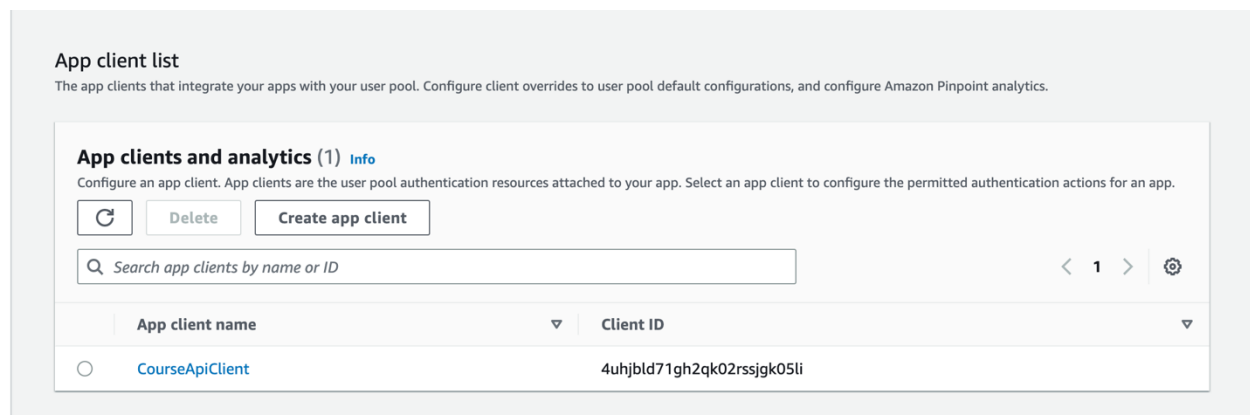 App client list
The app clients that integrate your apps with your user pool. Configure client overrides to user pool default configurations, and configure Amazon Pinpoint analytics.
App clients and analytics (1) Info
Configure an app client. App clients are the user pool authentication resources attached to your app. Select an app client to configure the permitted authentication actions for an app.
Delete Create app client
Search app clients by name or ID 1
App client name Client ID
CourseApiClient 4uhjbld71gh2qk02rssjgk05li